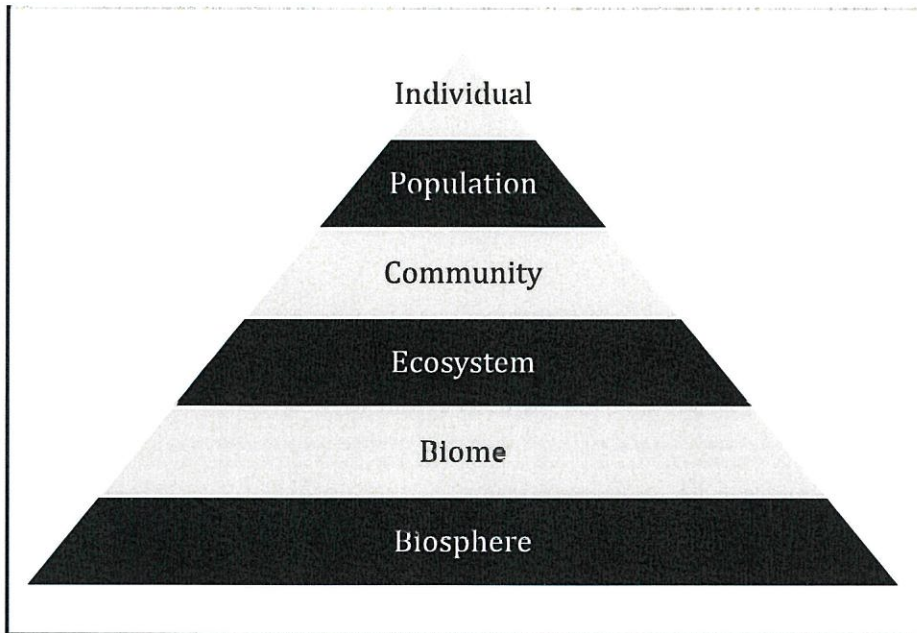 Individual
Population
Community
Ecosystem
Biome
Biosphere